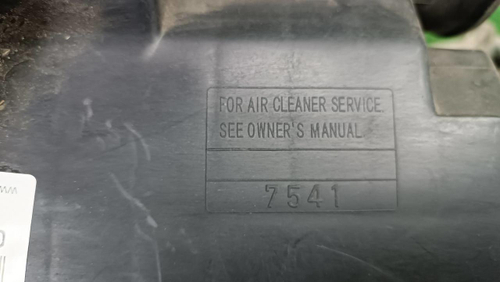 FOR AIR CLEANER SERVICE.
SEE OWNER'S MANUAL
7541